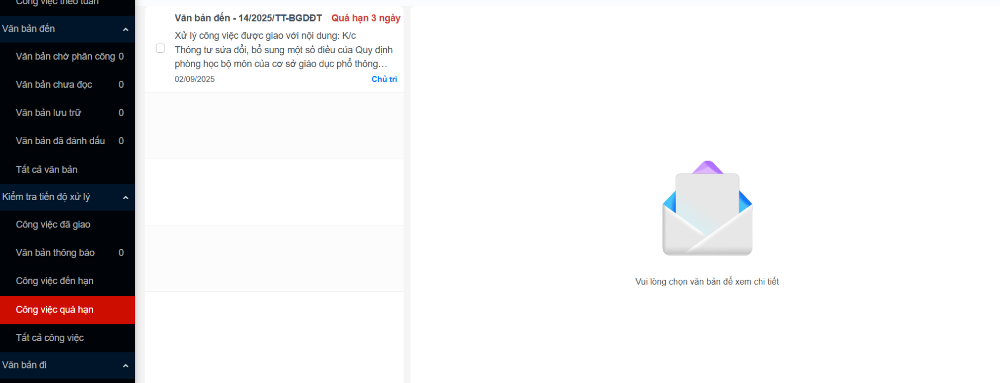 Công việc theo tuần
Văn bản đến
Văn bản chờ phân công 0
Văn bản chưa đọc 0
Văn bản lưu trữ 0
Văn bản đã đánh dấu 0
Tất cả văn bản
Kiểm tra tiến độ xử lý
Công việc đã giao
Văn bản thông báo 0
Công việc đến hạn
Công việc quá hạn
Tất cả công việc
Văn bản đi
Văn bản đến - 14/2025/TT-BGDĐT Quá hạn 3 ngày
Xử lý công việc được giao với nội dung: K/c
Thông tư sửa đổi, bổ sung một số điều của Quy định
phòng học bộ môn của cơ sở giáo dục phổ thông...
02/09/2025 Chủ trì
Vui lòng chọn văn bản để xem chi tiết